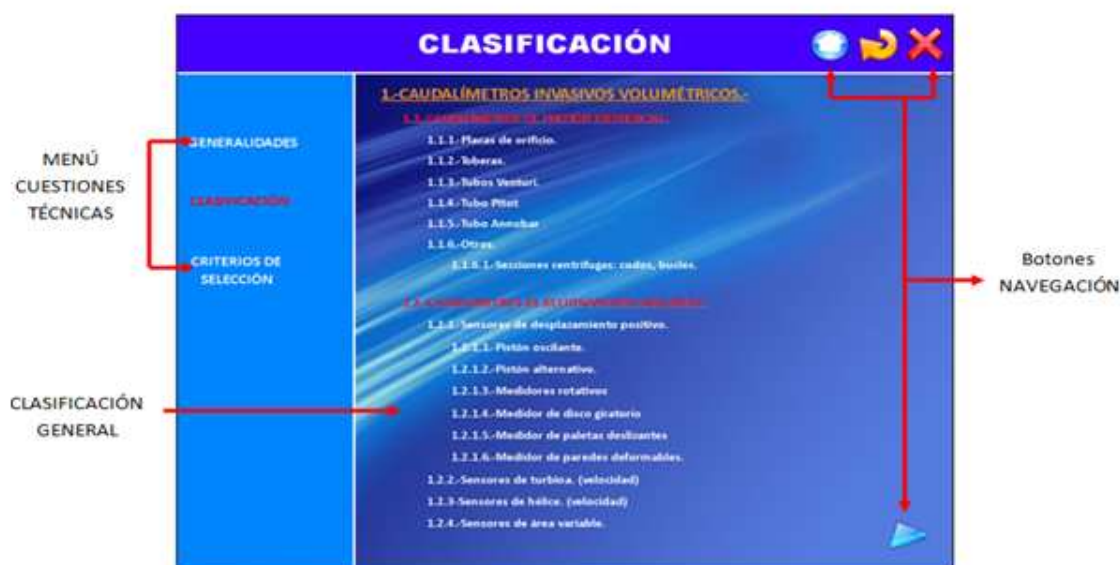 CLASIFICACIÓN
MENÚ
CUESTIONES
TÉCNICAS
GENERALIDADES
CLASIFICACIÓN
CRITERIOS DE
SELECCIÓN
CLASIFICACIÓN
GENERAL
1.-CAUDALÍMETROS INVASIVOS VOLUMÉTRICOS.-
1.1.1.-Placas de orificio.
1.1.2.-Toberas.
1.1.3.-Tubos Venturi.
1.1.4.-Tubo Pitot
1.1.5.-Tubo Annubar
1.1.6.-Otros.
1.1.6.1.-Secciones centrífugas: codos, bucles.
1.2.1.-Sensores de desplazamiento positivo.
1.2.1.1.-Pistón oscilante.
1.2.1.2.-Pistón alternativo.
1.2.1.3.-Medidores rotativos
1.2.1.4.-Medidor de disco giratorio
1.2.1.5.-Medidor de paletas deslizantes
1.2.1.6.-Medidor de paredes deformables.
1.2.2.-Sensores de turbina. (velocidad)
1.2.3-Sensores de hélice. (velocidad)
1.2.4.-Sensores de área variable.
Botones
NAVEGACIÓN